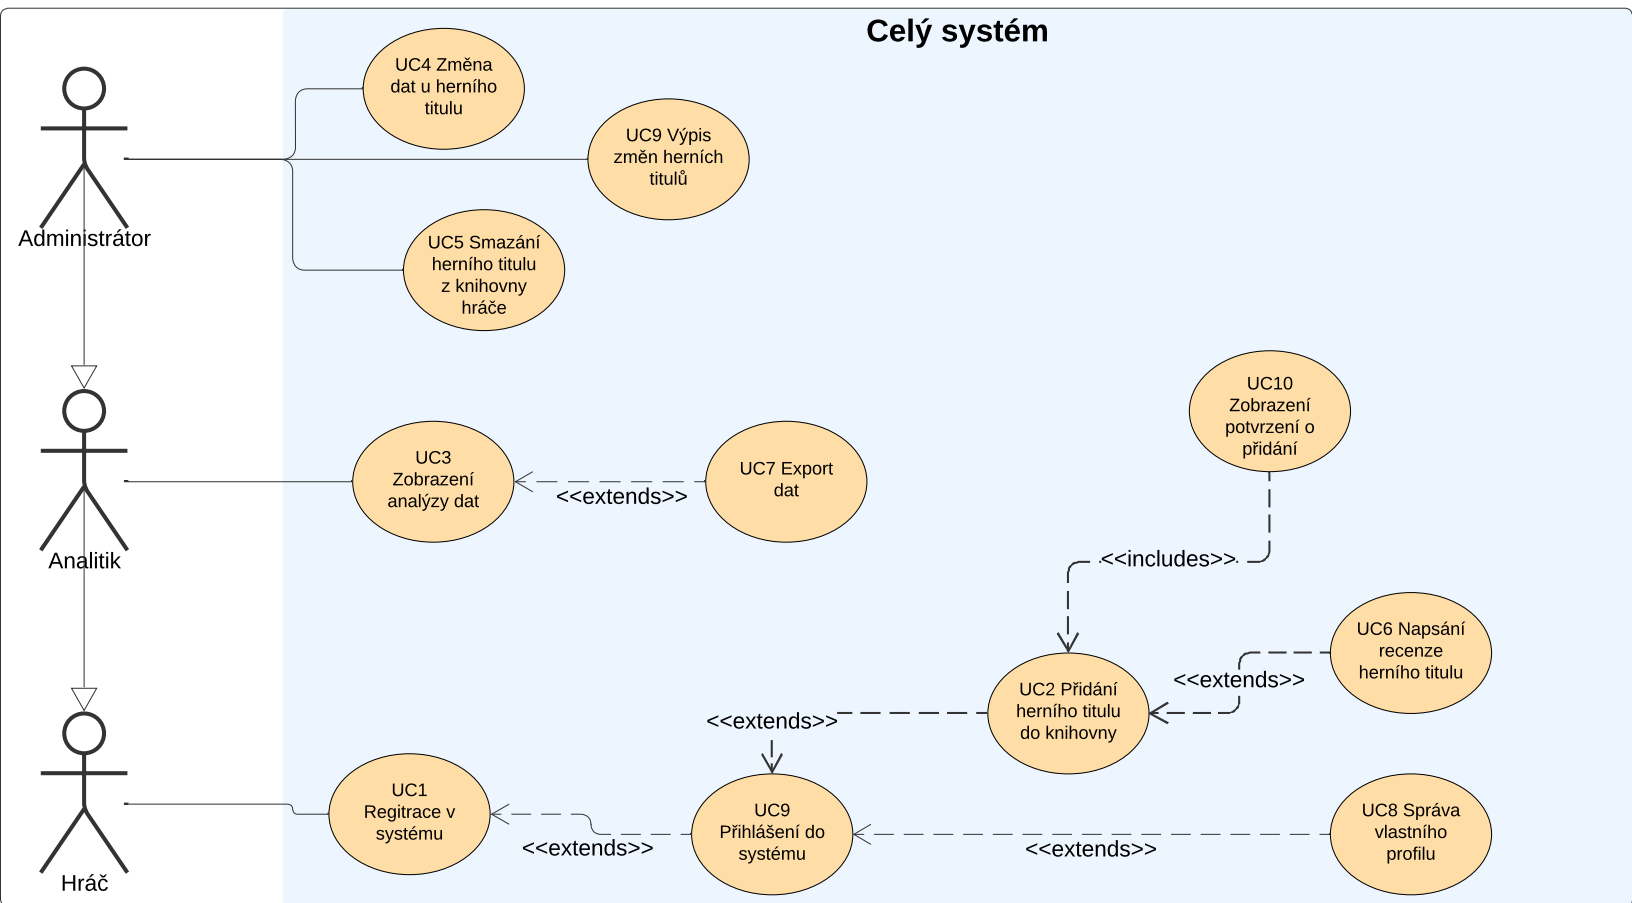 Celý systém
UC4 Změna
dat u herního
titulu
UC9 Výpis
změn herních
titulů
Administrátor
UC5 Smazání
herního titulu
z knihovny
hráče
UC10
Zobrazení
potvrzení o
přidání
UC3
Zobrazení
analýzy dat
<<extends>>
UC7 Export
dat
Analitik
<<includes>>
UC6 Napsání
recenze
herního titulu
<<extends>>
UC2 Přidání
herního titulu
do knihovny
<<extends>>
UC1
Regitrace v
systému
<<extends>>
UC9
Přihlášení do
systému
<<extends>>
UC8 Správa
vlastního
profilu
Hráč